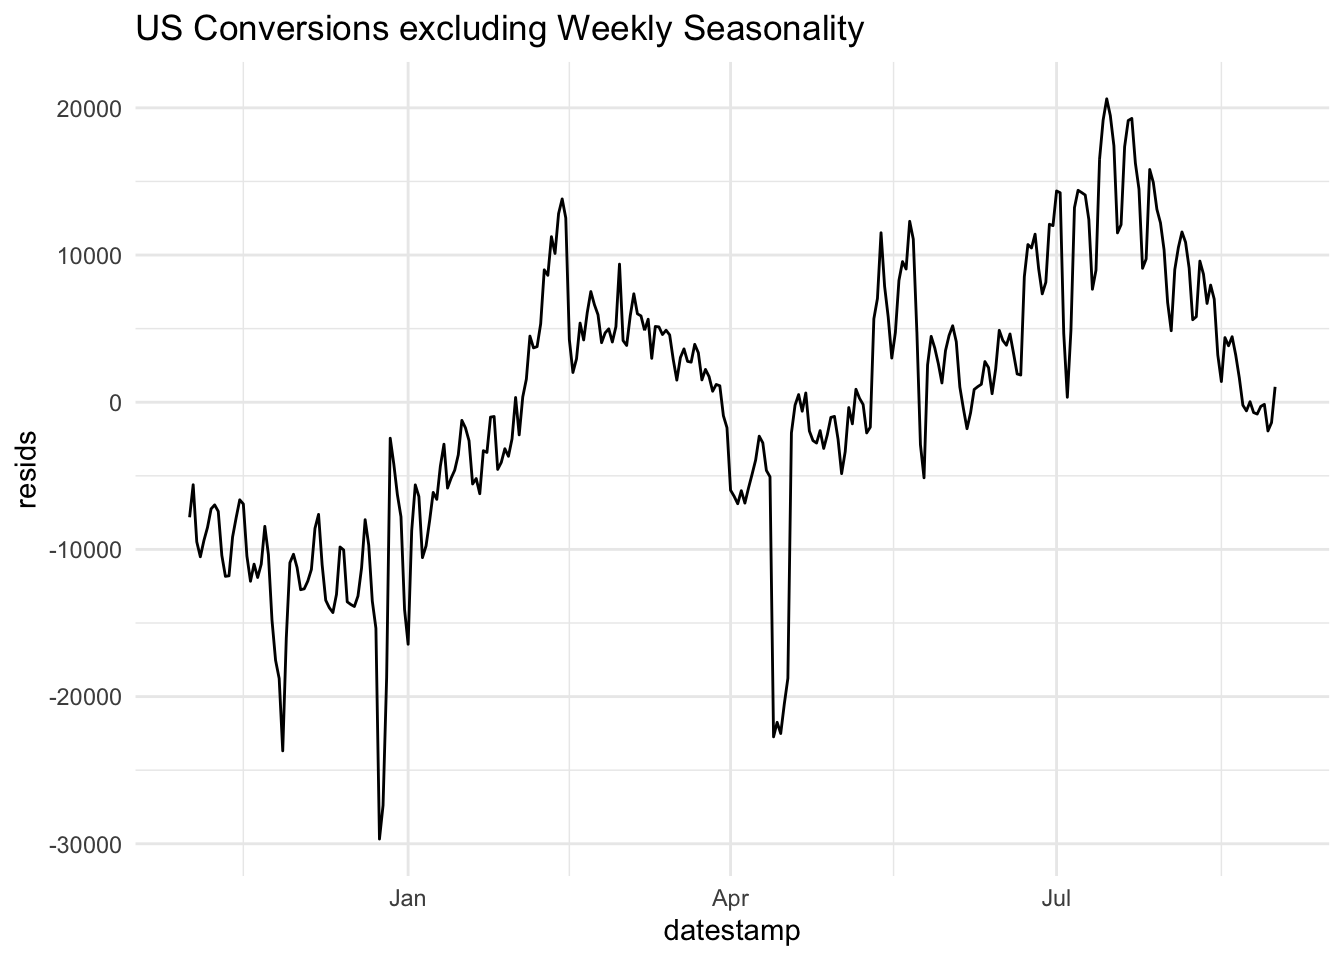 US Conversions excluding Weekly Seasonality
20000
10000
0
-10000
-20000
-30000
resids
Jan Apr Jul
datestamp